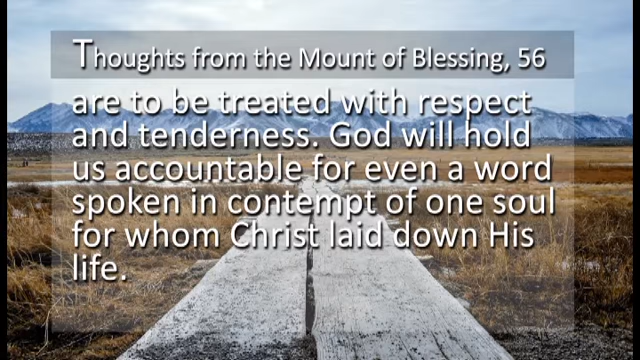 Thoughts from the Mount of Blessing, 56
are to be treated with respect
and tenderness. God will hold
us accountable for even a word
spoken in contempt of one soul
for whom Christ laid down His
life.